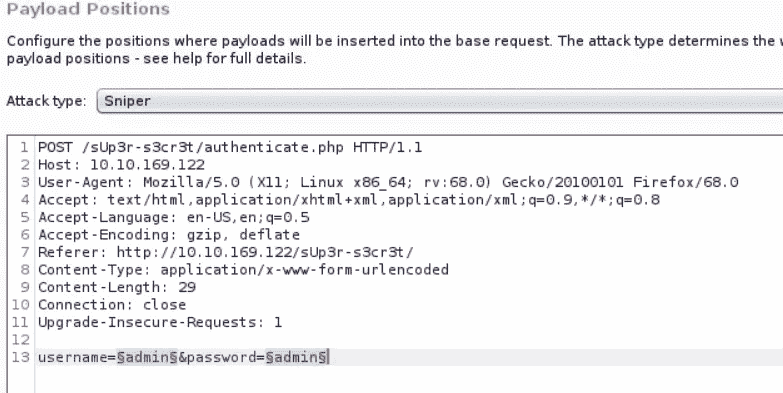 Payload Positions
Configure the positions where payloads will be inserted into the base request. The attack type determines the
payload positions - see help for full details.
Attack type: Sniper
1 POST /sUp3r-s3cr3t/authenticate.php HTTP/1.1
2 Host: 10.10.169.122
3 User-Agent: Mozilla/5.0 (X11; Linux x86_64; rv:68.0) Gecko/20100101 Firefox/68.0
4 Accept: text/html,application/xhtml+xml,application/xml;q=0.9,*/*;q=0.8
5 Accept-Language: en-US,en;q=0.5
6 Accept-Encoding: gzip, deflate
7 Referer: http://10.10.169.122/sUp3r-s3cr3t/
8 Content-Type: application/x-www-form-urlencoded
9 Content-Length: 29
10 Connection: close
11 Upgrade-Insecure-Requests: 1
12
13 username=§admin§&password=§admin§